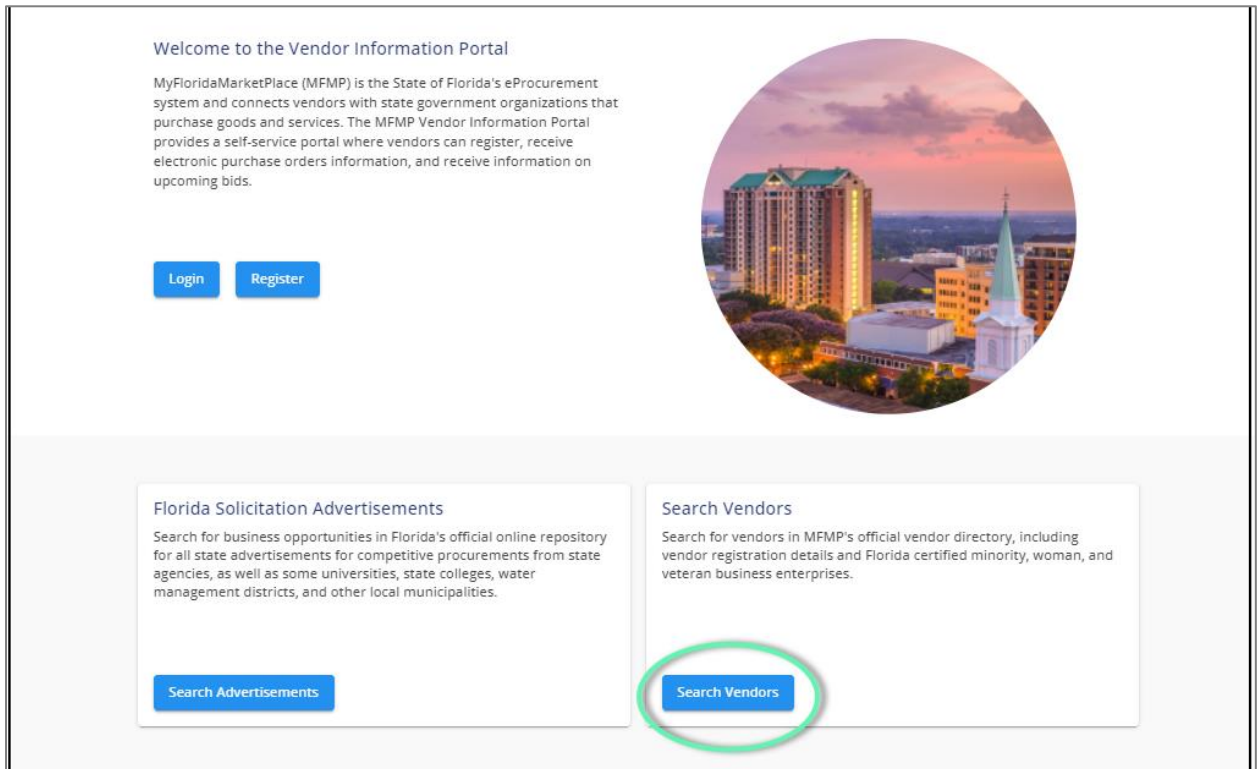 Welcome to the Vendor Information Portal
MyFloridaMarketPlace (MFMP) is the State of Florida's eProcurement
system and connects vendors with state government organizations that
purchase goods and services. The MFMP Vendor Information Portal
provides a self-service portal where vendors can register, receive
electronic purchase orders information, and receive information on
upcoming bids.
Login Register
Florida Solicitation Advertisements
Search for business opportunities in Florida's official online repository
for all state advertisements for competitive procurements from state
agencies, as well as some universities, state colleges, water
management districts, and other local municipalities.
Search Advertisements
Search Vendors
Search for vendors in MFMP's official vendor directory, including
vendor registration details and Florida certified minority, woman, and
veteran business enterprises.
Search Vendors